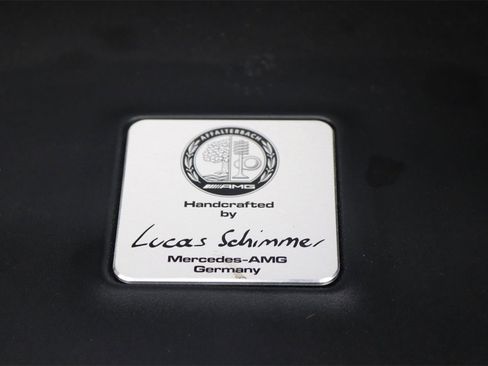 AFFALTERBACH
AMG
Handcrafted
by
Lucas Schimmer
Mercedes-AMG
Germany